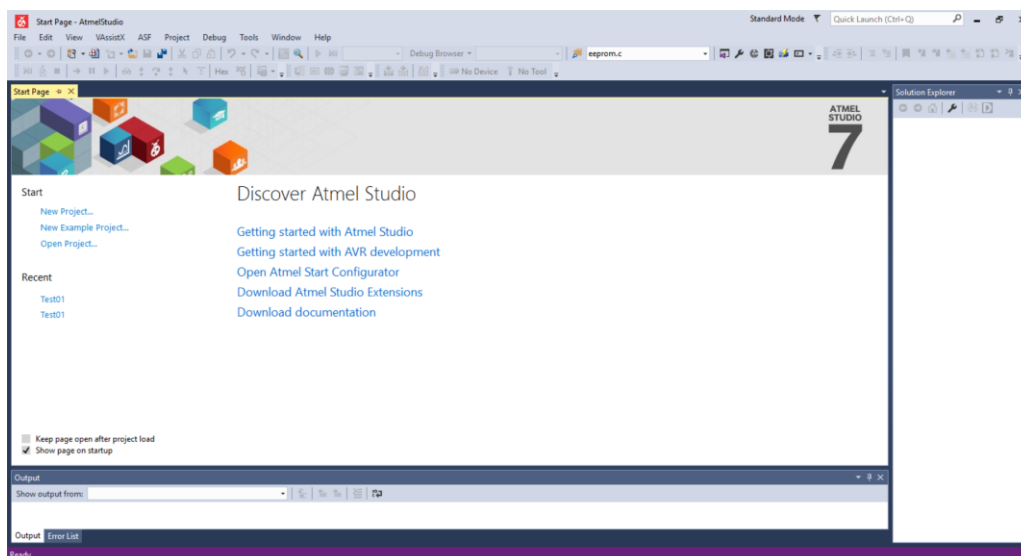 Start Page - AtmelStudio
Standard Mode
Quick Launch (Ctrl+Q)
File Edit View VAssistX ASF Project Debug Tools Window Help
Debug Browser
eeprom.c
Hex
No Device
No Tool
Start Page
Solution Explorer
ATMEL
STUDIO
7
Start
New Project...
New Example Project...
Open Project...
Recent
Test01
Test01
Discover Atmel Studio
Getting started with Atmel Studio
Getting started with AVR development
Open Atmel Start Configurator
Download Atmel Studio Extensions
Download documentation
Keep page open after project load
Show page on startup
Output
Show output from:
Output Error List
Ready